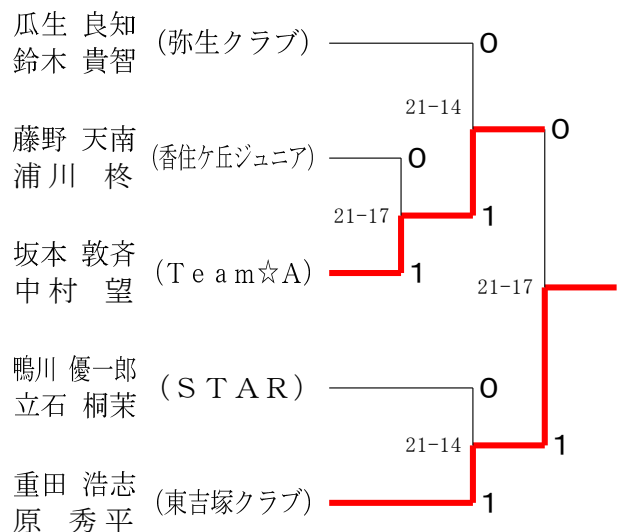 瓜生 良知
鈴木 貴智
(弥生クラブ)
0
21-14
藤野 天南
浦川 柊
(香住ケ丘ジュニア)
0
0
21-17
1
坂本 敦斉
中村 望
(Team☆A)
1
21-17
鴨川 優一郎
立石 桐茉
(STAR)
0
21-14
1
重田 浩志
原 秀平
(東吉塚クラブ)
1